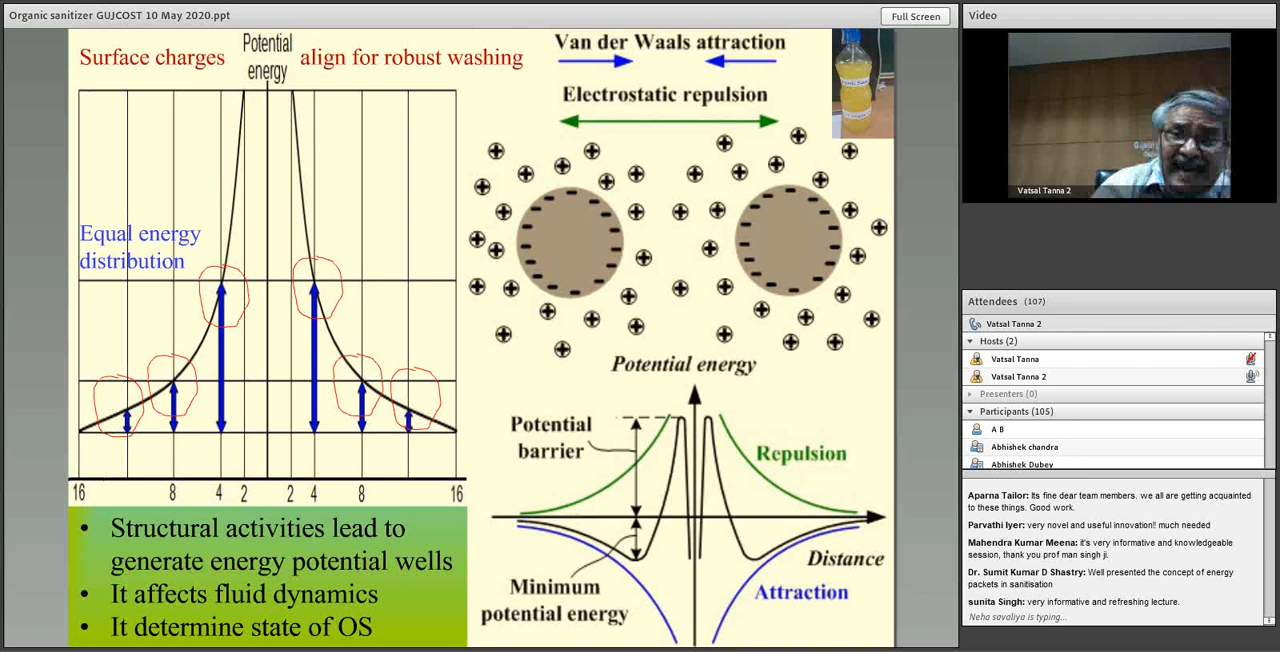 Organic sanitizer GUJCOST 10 May 2020.ppt
Full Screen
Surface charges
Potential
energy
align for robust washing
Equal energy
distribution
16 8 4 2 2 4 8 16
• Structural activities lead to
generate energy potential wells
• It affects fluid dynamics
• It determine state of OS
Van der Waals attraction
Electrostatic repulsion
Potential energy
Potential
barrier
Repulsion
Distance
Minimum
potential energy
Attraction
Video
Vatsal Tanna 2
Attendees (107)
Vatsal Tanna 2
Hosts (2)
Vatsal Tanna
Vatsal Tanna 2
Presenters (0)
Participants (105)
A B
Abhishek chandra
Abhishek Dubey
Aparna Tailor: Its fine dear team members. we all are getting acquainted
to these things. Good work.
Parvathi Iyer: very novel and useful innovation!! much needed
Mahendra Kumar Meena: it's very informative and knowledgeable
session, thank you prof man singh ji.
Dr. Sumit Kumar D Shastry: Well presented the concept of energy
packets in sanitisation
sunita Singh: very informative and refreshing lecture.
Neha savaliya is typing...